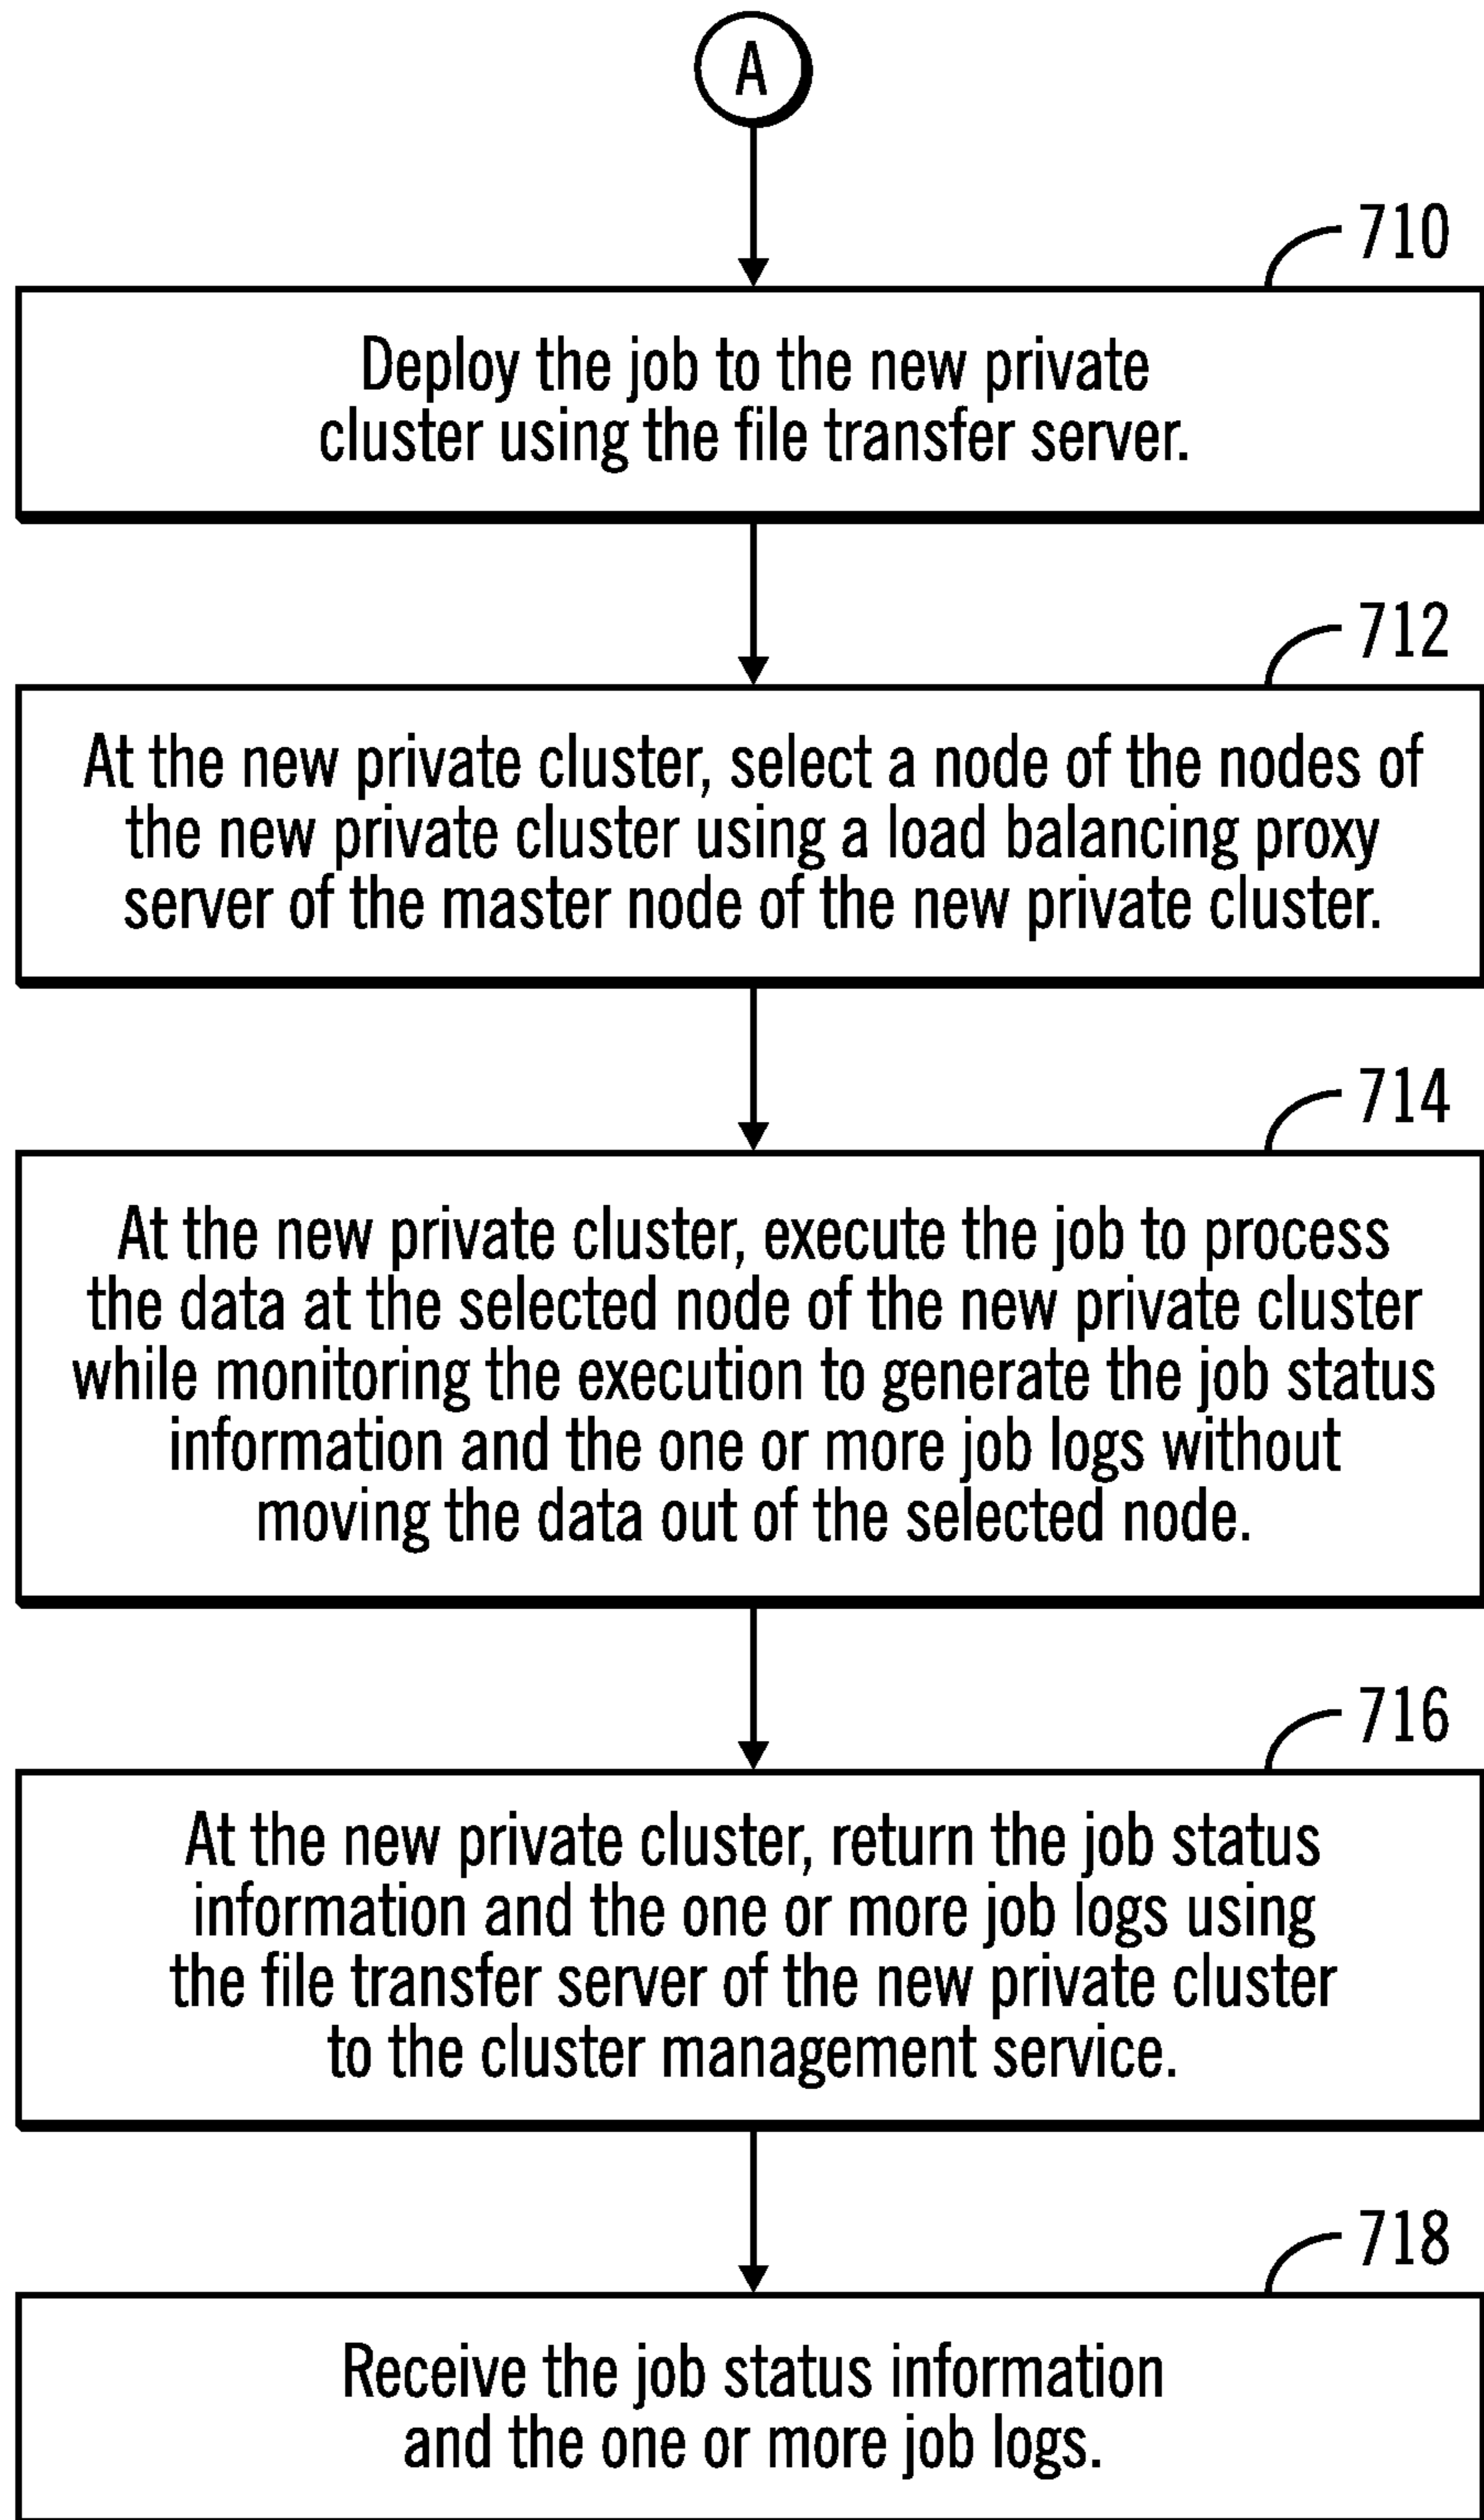 A
710
Deploy the job to the new private
cluster using the file transfer server.
712
At the new private cluster, select a node of the nodes of
the new private cluster using a load balancing proxy
server of the master node of the new private cluster.
714
At the new private cluster, execute the job to process
the data at the selected node of the new private cluster
while monitoring the execution to generate the job status
information and the one or more job logs without
moving the data out of the selected node.
716
At the new private cluster, return the job status
information and the one or more job logs using
the file transfer server of the new private cluster
to the cluster management service.
718
Receive the job status information
and the one or more job logs.